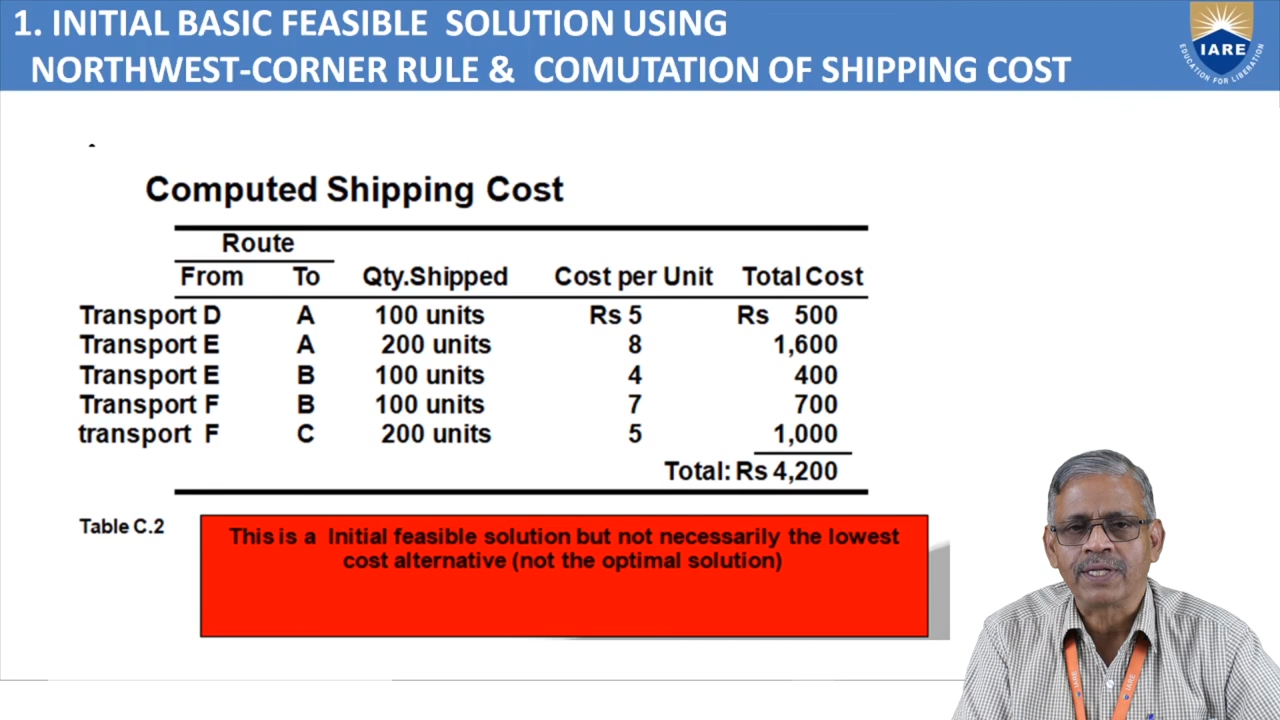 1. INITIAL BASIC FEASIBLE SOLUTION USING
NORTHWEST-CORNER RULE & COMUTATION OF SHIPPING COST
IARE
EDUCATION FOR LIBERATION
Computed Shipping Cost
Route
From To Qty.Shipped Cost per Unit Total Cost
Transport D A 100 units Rs 5 Rs 500
Transport E A 200 units 8 1,600
Transport E B 100 units 4 400
Transport F B 100 units 7 700
transport F C 200 units 5 1,000
Total: Rs 4,200
Table C.2
This is a Initial feasible solution but not necessarily the lowest
cost alternative (not the optimal solution)